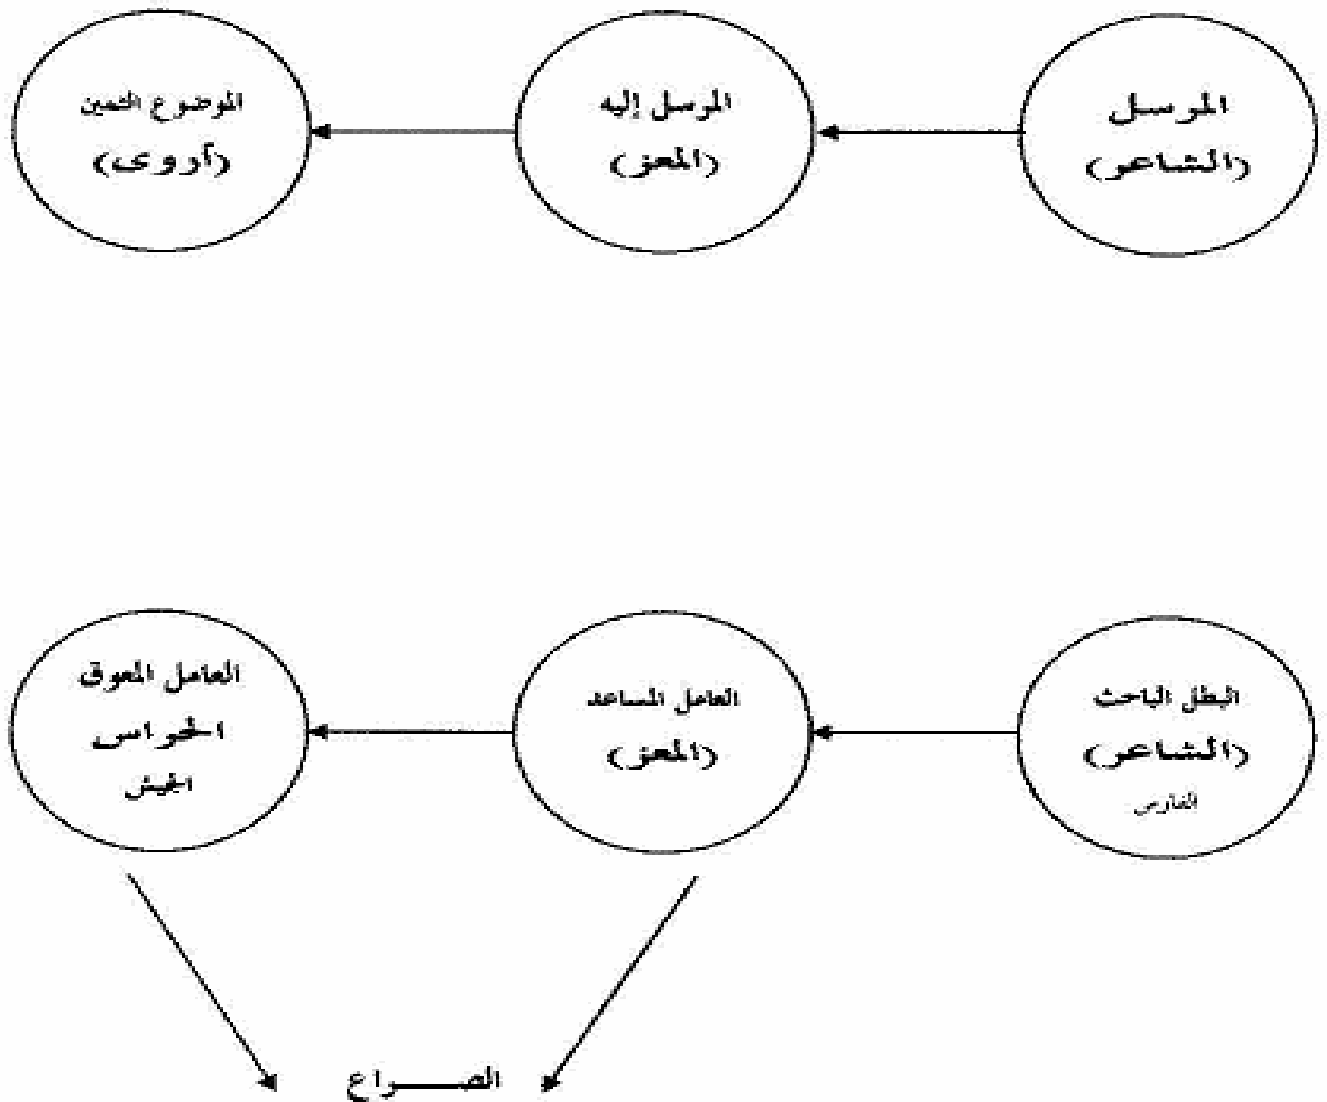 المرسل
(الشاعر)
المرسل إليه
(المعز)
الموضوع الثمين
(أروى)
البطل الباحث
(الشاعر)
الفارس
العامل المساعد
(المعز)
العامل المعوق
الحراس
الجيش
الصـــراع